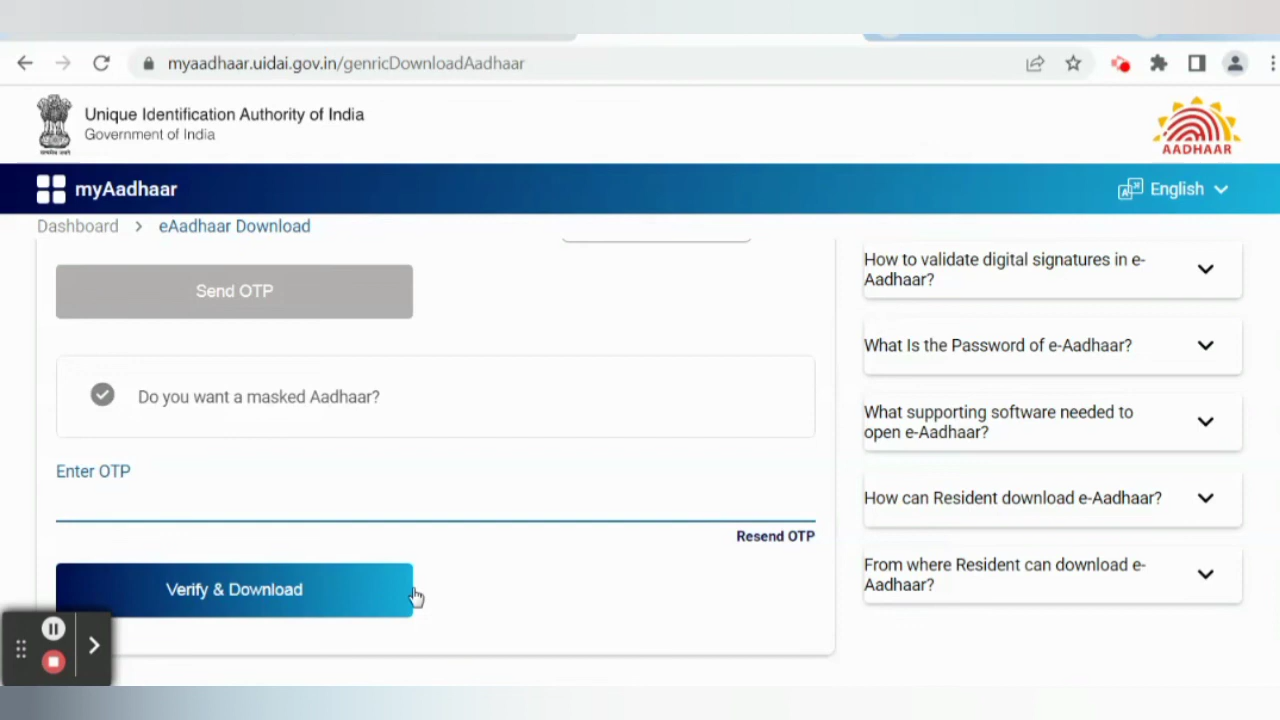 myaadhaar.uidai.gov.in/genricDownloadAadhaar
Unique Identification Authority of India
Government of India
AADHAAR
myAadhaar
English
Dashboard > eAadhaar Download
Send OTP
Do you want a masked Aadhaar?
Enter OTP
Resend OTP
Verify & Download
How to validate digital signatures in e-
Aadhaar?
What Is the Password of e-Aadhaar?
What supporting software needed to
open e-Aadhaar?
How can Resident download e-Aadhaar?
From where Resident can download e-
Aadhaar?